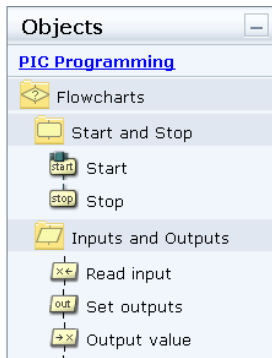 Objects
PIC Programming
Flowcharts
Start and Stop
start Start
stop Stop
Inputs and Outputs
Read input
out Set outputs
Output value